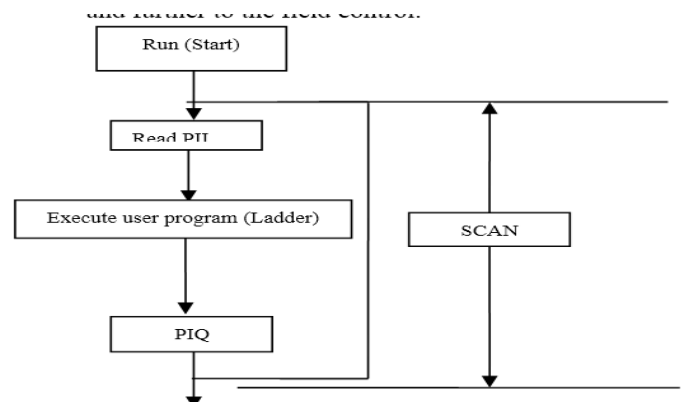 and further to the field control.
Run (Start)
Read PII
Execute user program (Ladder)
SCAN
PIQ